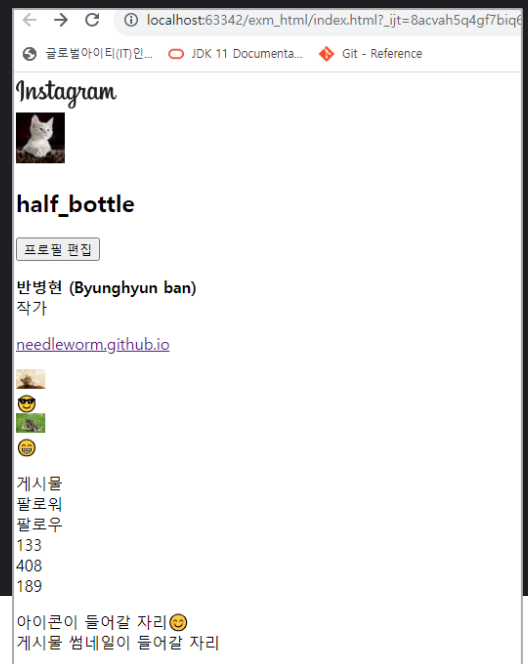 localhost:63342/exm_html/index.html?_ijt=8acvah5q4gf7biq6
글로벌아이티(IT)인... JDK 11 Documenta... Git - Reference
Instagram
half_bottle
프로필 편집
반병현 (Byunghyun ban)
작가
needleworm.github.io
게시물
팔로워
팔로우
133
408
189
아이콘이 들어갈 자리😊
게시물 썸네일이 들어갈 자리